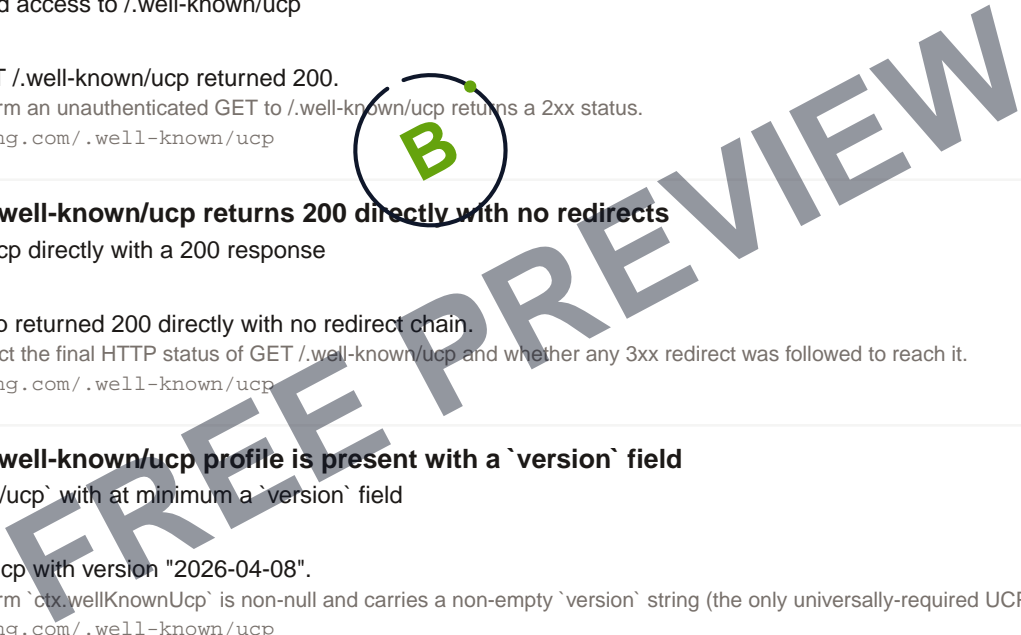 d access to /.well-known/ucp
T /.well-known/ucp returned 200.
rm an unauthenticated GET to /.well-known/ucp returns a 2xx status.
ng.com/.well-known/ucp
B
well-known/ucp returns 200 directly with no redirects
cp directly with a 200 response
p returned 200 directly with no redirect chain.
ct the final HTTP status of GET /.well-known/ucp and whether any 3xx redirect was followed to reach it.
ng.com/.well-known/ucp
well-known/ucp profile is present with a `version` field
/ucp` with at minimum a `version` field
cp with version "2026-04-08".
rm `ctx.wellKnownUcp` is non-null and carries a non-empty `version` string (the only universally-required UCP
ng.com/.well-known/ucp
FREE PREVIEW